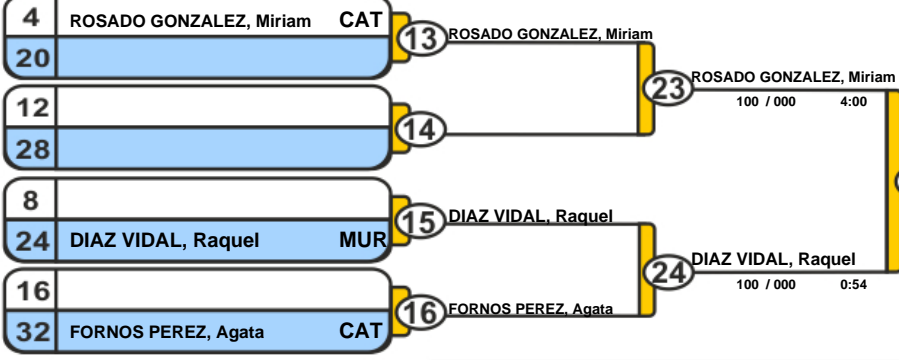 4 ROSADO GONZALEZ, Miriam CAT
20
13 ROSADO GONZALEZ, Miriam
23 ROSADO GONZALEZ, Miriam
100 / 000 4:00
12
28
14
8
24 DIAZ VIDAL, Raquel MUR
15 DIAZ VIDAL, Raquel
24 DIAZ VIDAL, Raquel
100 / 000 0:54
16
32 FORNOS PEREZ, Agata CAT
16 FORNOS PEREZ, Agata